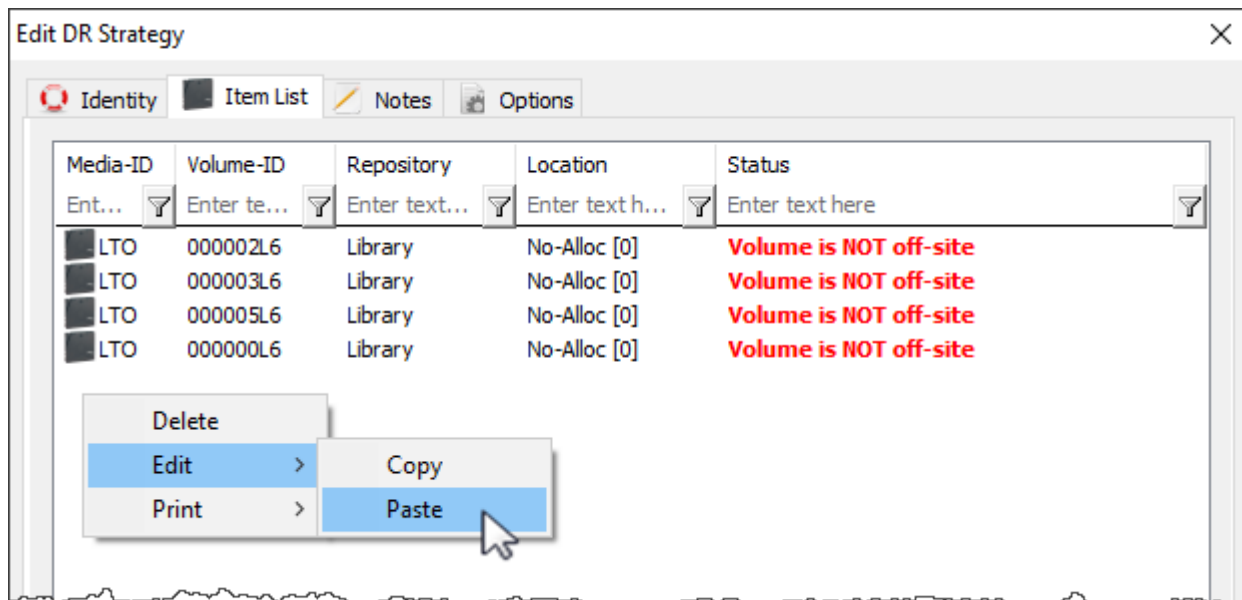 Edit DR Strategy
Identity Item List Notes Options
Media-ID Volume-ID Repository Location Status
Ent... Enter te... Enter text... Enter text h... Enter text here
LTO 000002L6 Library No-Alloc [0] Volume is NOT off-site
LTO 000003L6 Library No-Alloc [0] Volume is NOT off-site
LTO 000005L6 Library No-Alloc [0] Volume is NOT off-site
LTO 000000L6 Library No-Alloc [0] Volume is NOT off-site
Delete
Edit > Copy
Print > Paste